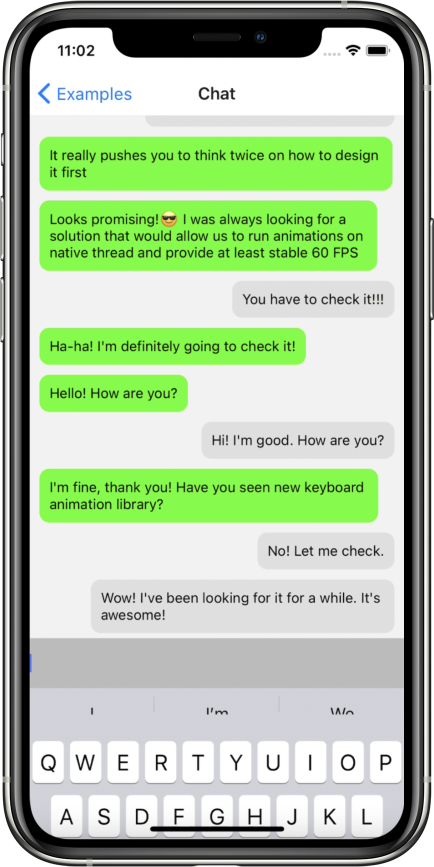 11:02
Examples
Chat
It really pushes you to think twice on how to design
it first
Looks promising!😎 I was always looking for a
solution that would allow us to run animations on
native thread and provide at least stable 60 FPS
You have to check it!!!
Ha-ha! I'm definitely going to check it!
Hello! How are you?
Hi! I'm good. How are you?
I'm fine, thank you! Have you seen new keyboard
animation library?
No! Let me check.
Wow! I've been looking for it for a while. It's
awesome!
I I'm We
Q W E R T Y U I O P
A S D F G H J K L